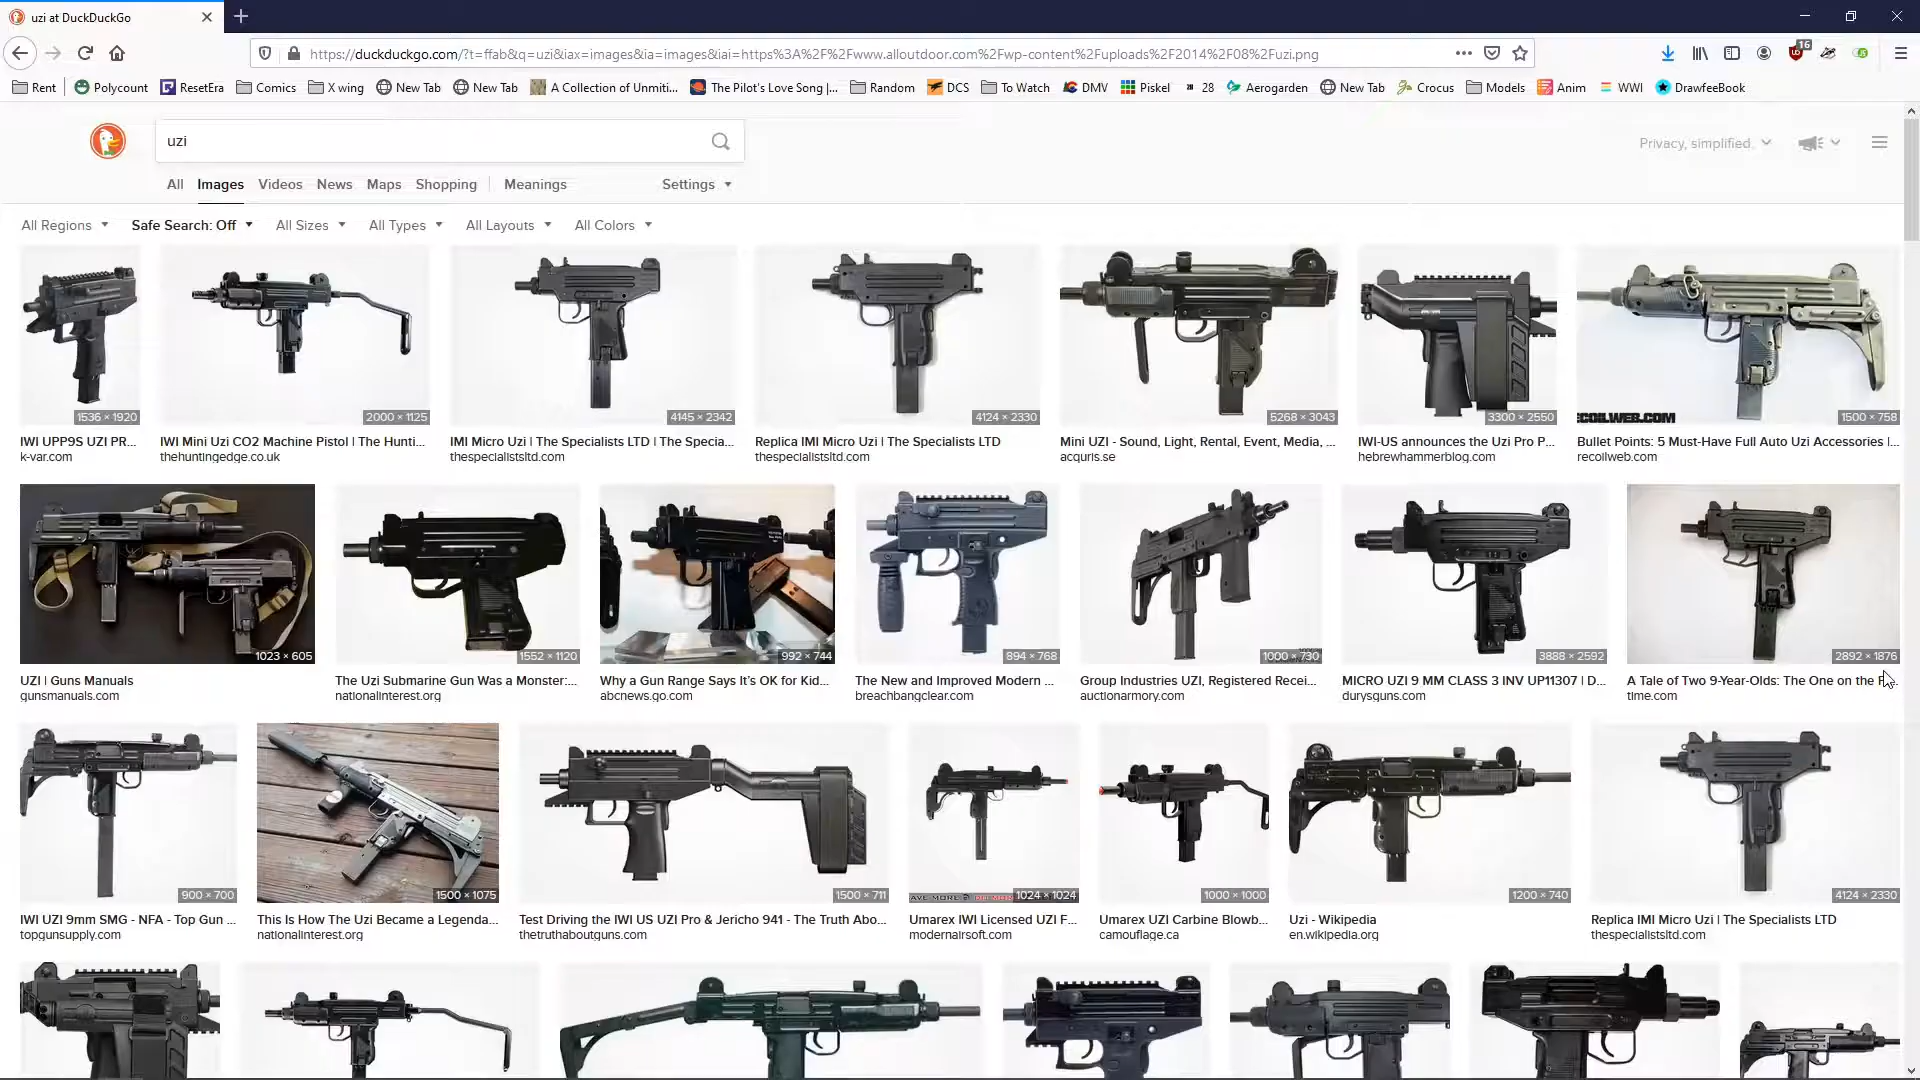 uzi at DuckDuckGo
https://duckduckgo.com/?t=ffab&q=uzi&iax=images&ia=images&iai=https%3A%2F%2Fwww.alloutdoor.com%2Fwp-content%2Fuploads%2F2014%2F08%2Fuzi.png
16
Rent Polycount ResetEra Comics X wing New Tab New Tab A Collection of Unmiti... The Pilot's Love Song |... Random DCS To Watch DMV Piskel 28 Aerogarden New Tab Crocus Models Anim WWI DrawfeeBook
uzi
Privacy, simplified.
All Images Videos News Maps Shopping Meanings Settings
All Regions Safe Search: Off All Sizes All Types All Layouts All Colors
COILWEB.COM
1536 × 1920 2000 × 1125 4145 × 2342 4124 × 2330 5268 × 3043 3300 × 2550 1500 × 758
IWI UPP9S UZI PR... IWI Mini Uzi CO2 Machine Pistol | The Hunti... IMI Micro Uzi | The Specialists LTD | The Specia... Replica IMI Micro Uzi | The Specialists LTD Mini UZI - Sound, Light, Rental, Event, Media, ... IWI-US announces the Uzi Pro P... Bullet Points: 5 Must-Have Full Auto Uzi Accessories |...
k-var.com thehuntingedge.co.uk thespecialistsltd.com thespecialistsltd.com acquris.se hebrewhammerblog.com recoilweb.com
1023 × 605 1552 × 1120 992 × 744 894 × 768 1000 × 730 3888 × 2592 2892 × 1876
UZI | Guns Manuals The Uzi Submarine Gun Was a Monster:... Why a Gun Range Says It's OK for Kid... The New and Improved Modern ... Group Industries UZI, Registered Recei... MICRO UZI 9 MM CLASS 3 INV UP11307 | D... A Tale of Two 9-Year-Olds: The One on the
gunsmanuals.com nationalinterest.org abcnews.go.com breachbangclear.com auctionarmory.com durysguns.com time.com
900 × 700 1500 × 1075 1500 × 711 1024 × 1024 1000 × 1000 1200 × 740 4124 × 2330
IWI UZI 9mm SMG - NFA - Top Gun ... This Is How The Uzi Became a Legenda... Test Driving the IWI US UZI Pro & Jericho 941 - The Truth Abo... Umarex IWI Licensed UZI F... Umarex UZI Carbine Blowb... Uzi - Wikipedia Replica IMI Micro Uzi | The Specialists LTD
topgunsupply.com nationalinterest.org thetruthaboutguns.com modernairsoft.com camouflage.ca en.wikipedia.org thespecialistsltd.com